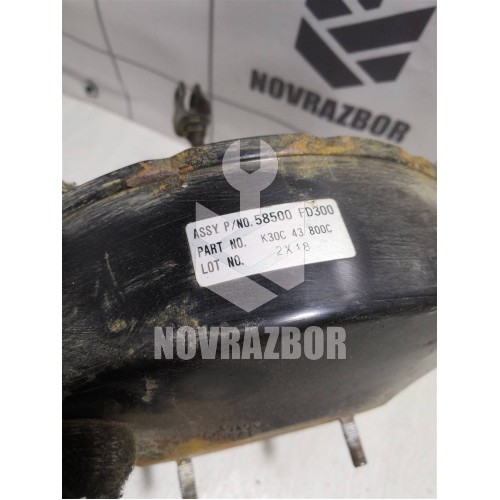 NOVRAZBOR
ASSY. P/NO. 58500 FD300
PART NO. K30C 43 800C
LOT NO. 2X18
NOVRAZBOR